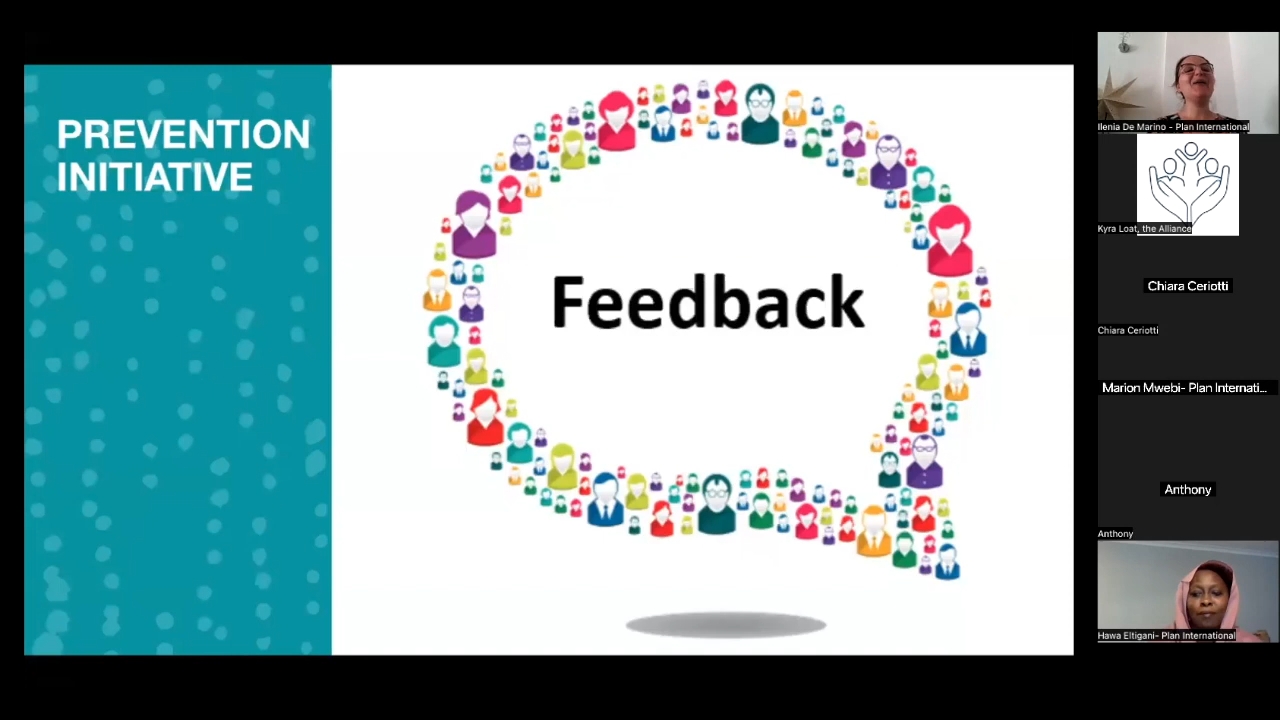 PREVENTION
INITIATIVE
Feedback
Ilenia De Marino - Plan International
Kyra Loat, the Alliance
Chiara Ceriotti
Chiara Ceriotti
Marion Mwebi- Plan Internati...
Anthony
Anthony
Hawa Eltigani- Plan International